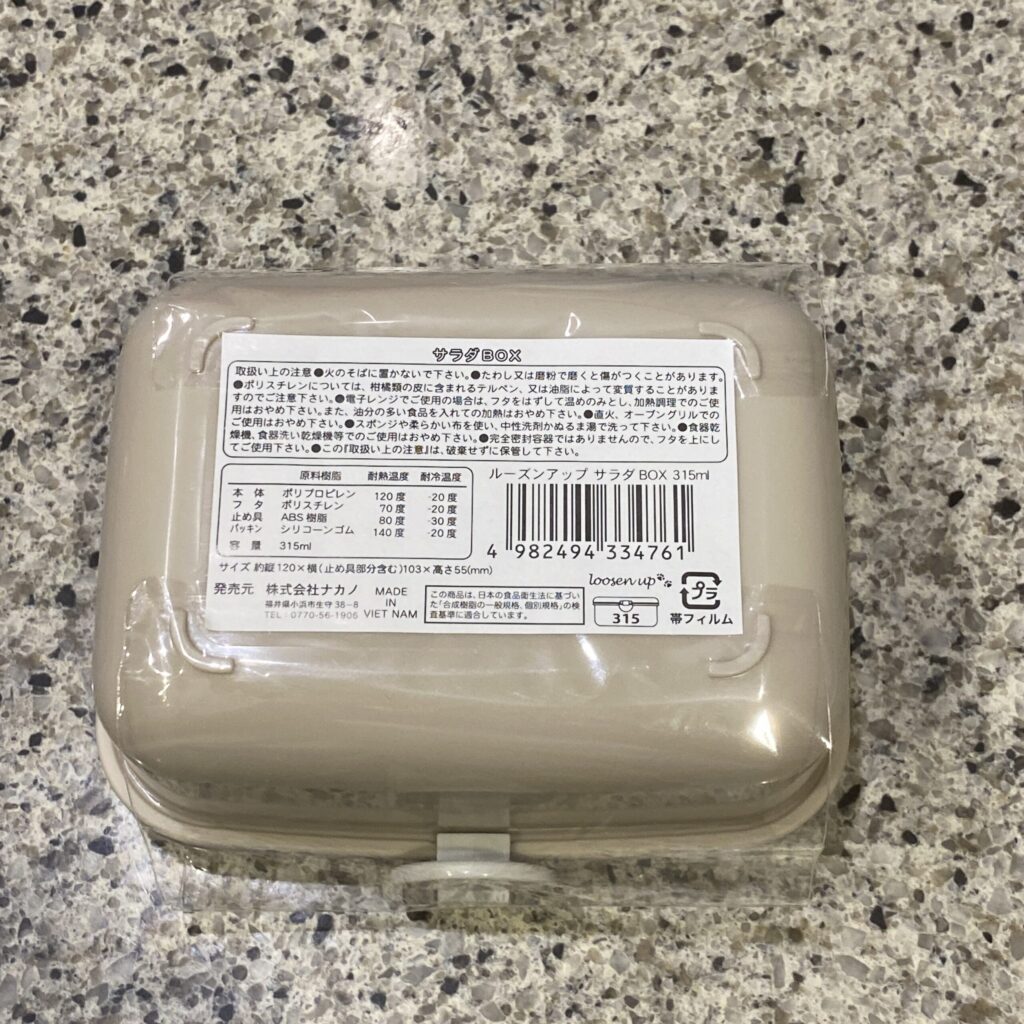 サラダBOX
取扱い上の注意●火のそばに置かないで下さい。●たわし又は磨粉で磨くと傷がつくことがあります。
●ポリスチレンについては、柑橘類の皮に含まれるテルペン、又は油脂によって変質することがありま
すのでご注意下さい。●電子レンジでご使用の場合は、フタをはずして温めのみとし、加熱調理でのご使
用はおやめ下さい。また、油分の多い食品を入れての加熱はおやめ下さい。●直火、オーブングリルでの
ご使用はおやめ下さい。●スポンジや柔らかい布を使い、中性洗剤かぬるま湯で洗って下さい。●食器乾
燥機、食器洗い乾燥機等でのご使用はおやめ下さい。●完全密封容器ではありませんので、フタを上にし
てご使用下さい。●この『取扱い上の注意』は、破棄せずに保管して下さい。
原料樹脂 耐熱温度 耐冷温度
本体 ポリプロピレン 120度 -20度
フタ ポリスチレン 70度 -20度
止め具 ABS樹脂 80度 -30度
パッキン シリコーンゴム 140度 -20度
容量 315ml
サイズ 約縦120×横(止め具部分含む)103×高さ55(mm)
発売元 株式会社ナカノ
福井県小浜市生守38-8
TEL・0770-56-1906
MADE
IN
VIET NAM
ルーズンアップ サラダBOX 315ml
4 982494 334761
この商品は、日本の食品衛生法に基づい
た「合成樹脂の一般規格、個別規格」の検
査基準に適合しています。
loosen up
315
プラ
帯フィルム